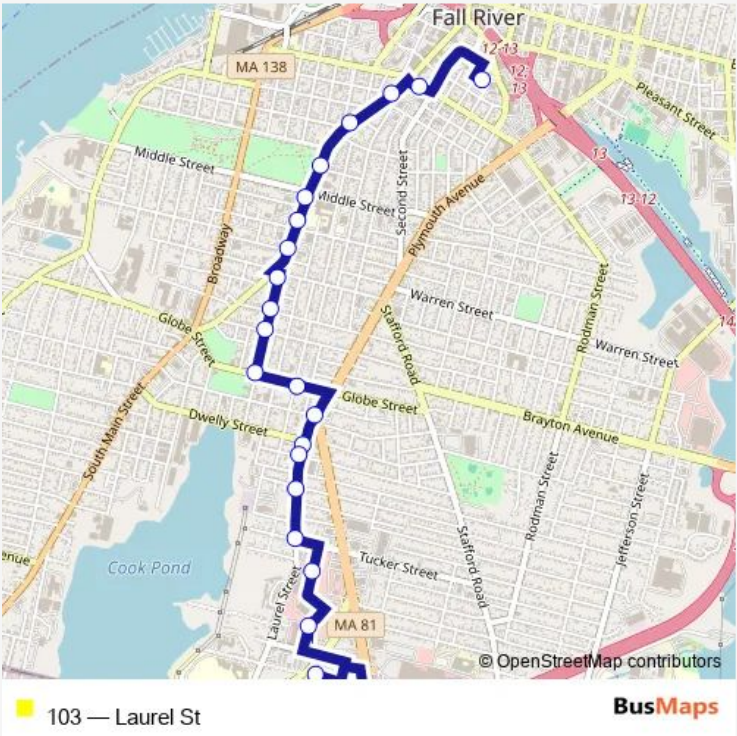 Fall River
12-13
MA 138
12;
13
Pleasant Street
Middle Street
13
Second Street
Plymouth Avenue
13-12
Middle Street
Broadway
Warren Street
Rodman Street
14
Globe Street
Stafford Road
Warren Street
South Main Street
Globe Street
Dwelly Street
Brayton Avenue
Rodman Street
Jefferson Street
Stafford Road
enue
Cook Pond
Tucker Street
Laurel Street
MA 81
© OpenStreetMap contributors
103 — Laurel St
BusMaps